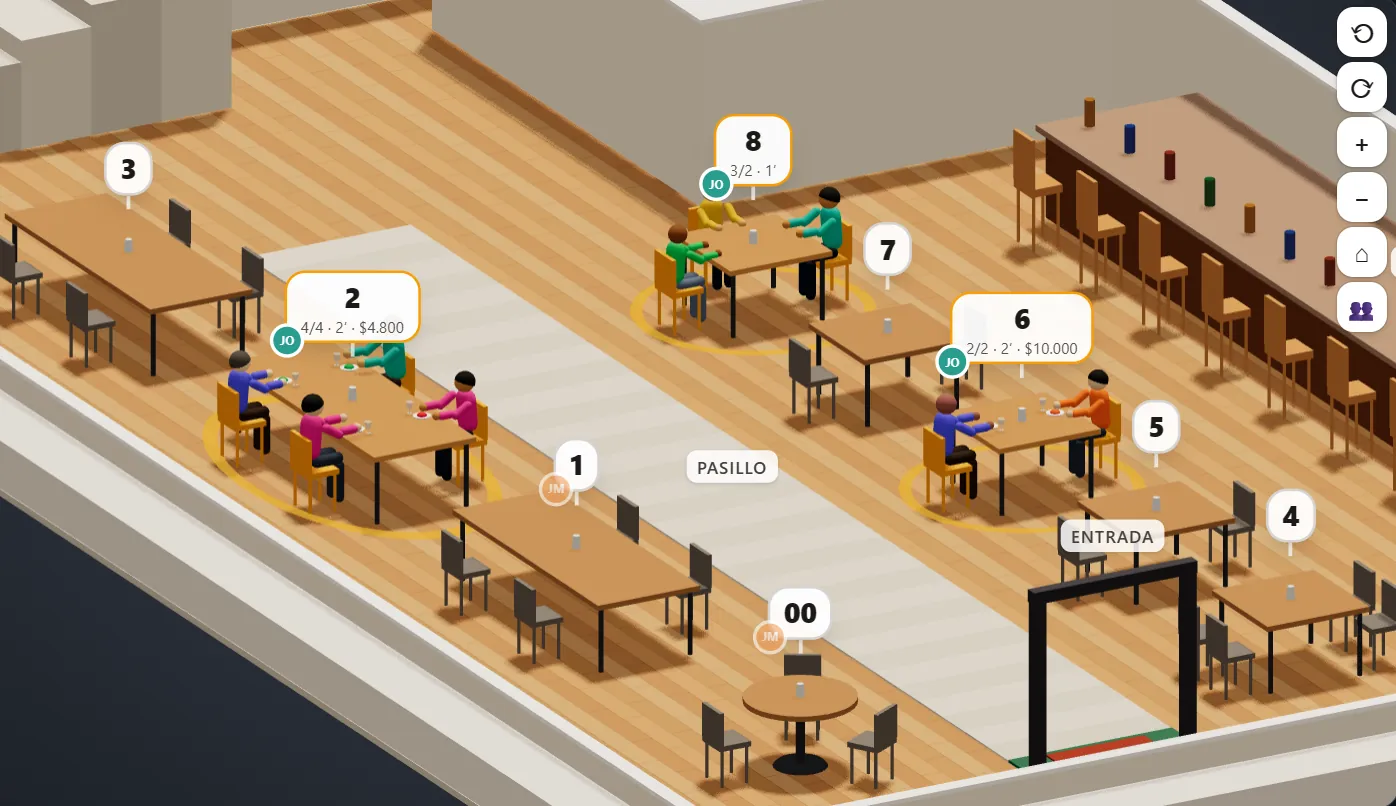 8
3/2 · 1'
JO
3
7
2
4/4 · 2' · $4.800
JO
6
2/2 · 2' · $10.000
JO
5
1
JM
PASILLO
4
ENTRADA
00
JM
+
−